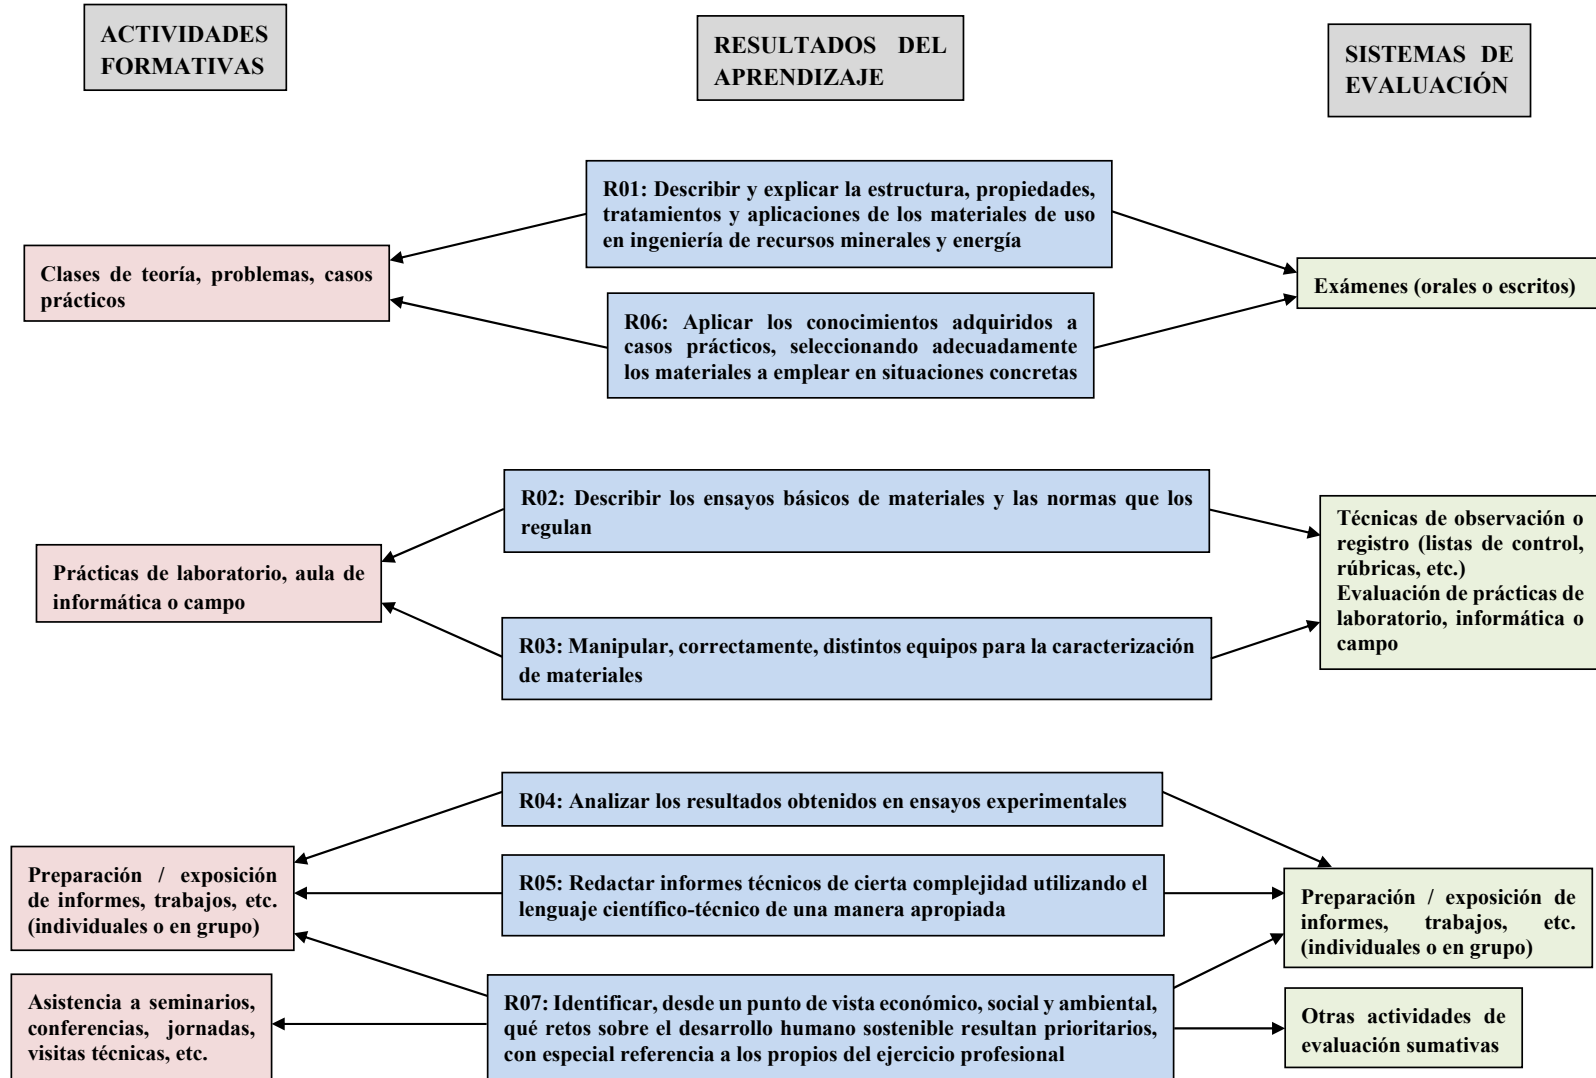 ACTIVIDADES
FORMATIVAS
RESULTADOS DEL
APRENDIZAJE
SISTEMAS DE
EVALUACIÓN
R01: Describir y explicar la estructura, propiedades,
tratamientos y aplicaciones de los materiales de uso
en ingeniería de recursos minerales y energía
Clases de teoría, problemas, casos
prácticos
Exámenes (orales o escritos)
R06: Aplicar los conocimientos adquiridos a
casos prácticos, seleccionando adecuadamente
los materiales a emplear en situaciones concretas
R02: Describir los ensayos básicos de materiales y las normas que los
regulan
Prácticas de laboratorio, aula de
informática o campo
Técnicas de observación o
registro (listas de control,
rúbricas, etc.)
Evaluación de prácticas de
laboratorio, informática o
campo
R03: Manipular, correctamente, distintos equipos para la caracterización
de materiales
R04: Analizar los resultados obtenidos en ensayos experimentales
Preparación / exposición
de informes, trabajos, etc.
(individuales o en grupo)
R05: Redactar informes técnicos de cierta complejidad utilizando el
lenguaje científico-técnico de una manera apropiada
Preparación / exposición de
informes, trabajos, etc.
(individuales o en grupo)
Asistencia a seminarios,
conferencias, jornadas,
visitas técnicas, etc.
R07: Identificar, desde un punto de vista económico, social y ambiental,
qué retos sobre el desarrollo humano sostenible resultan prioritarios,
con especial referencia a los propios del ejercicio profesional
Otras actividades de
evaluación sumativas